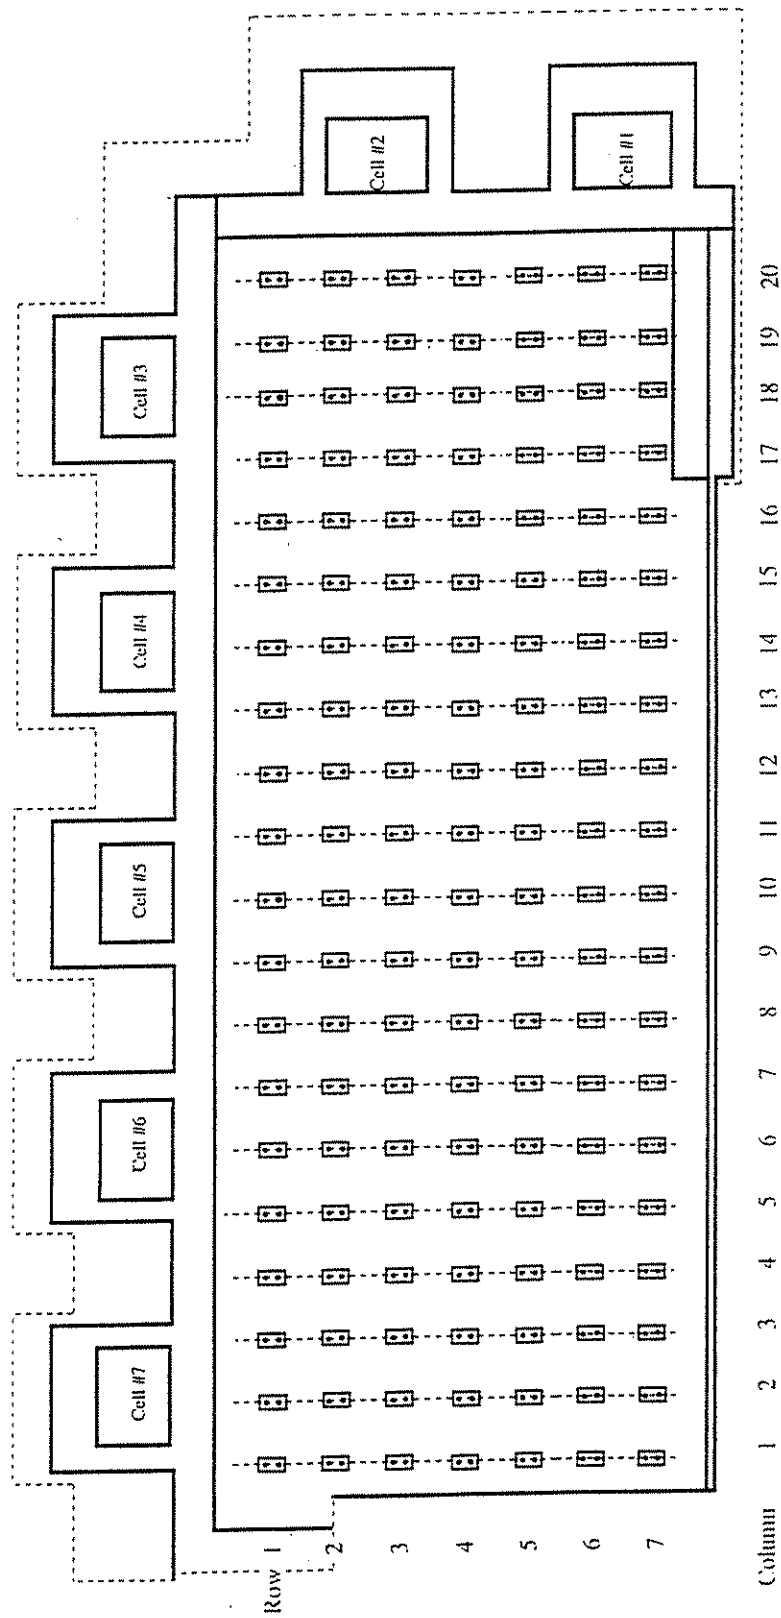 Cell #7
Cell #6
Cell #5
Cell #4
Cell #3
Cell #2
Cell #1
Row 1
2
3
4
5
6
7
Column 1 2 3 4 5 6 7 8 9 10 11 12 13 14 15 16 17 18 19 20